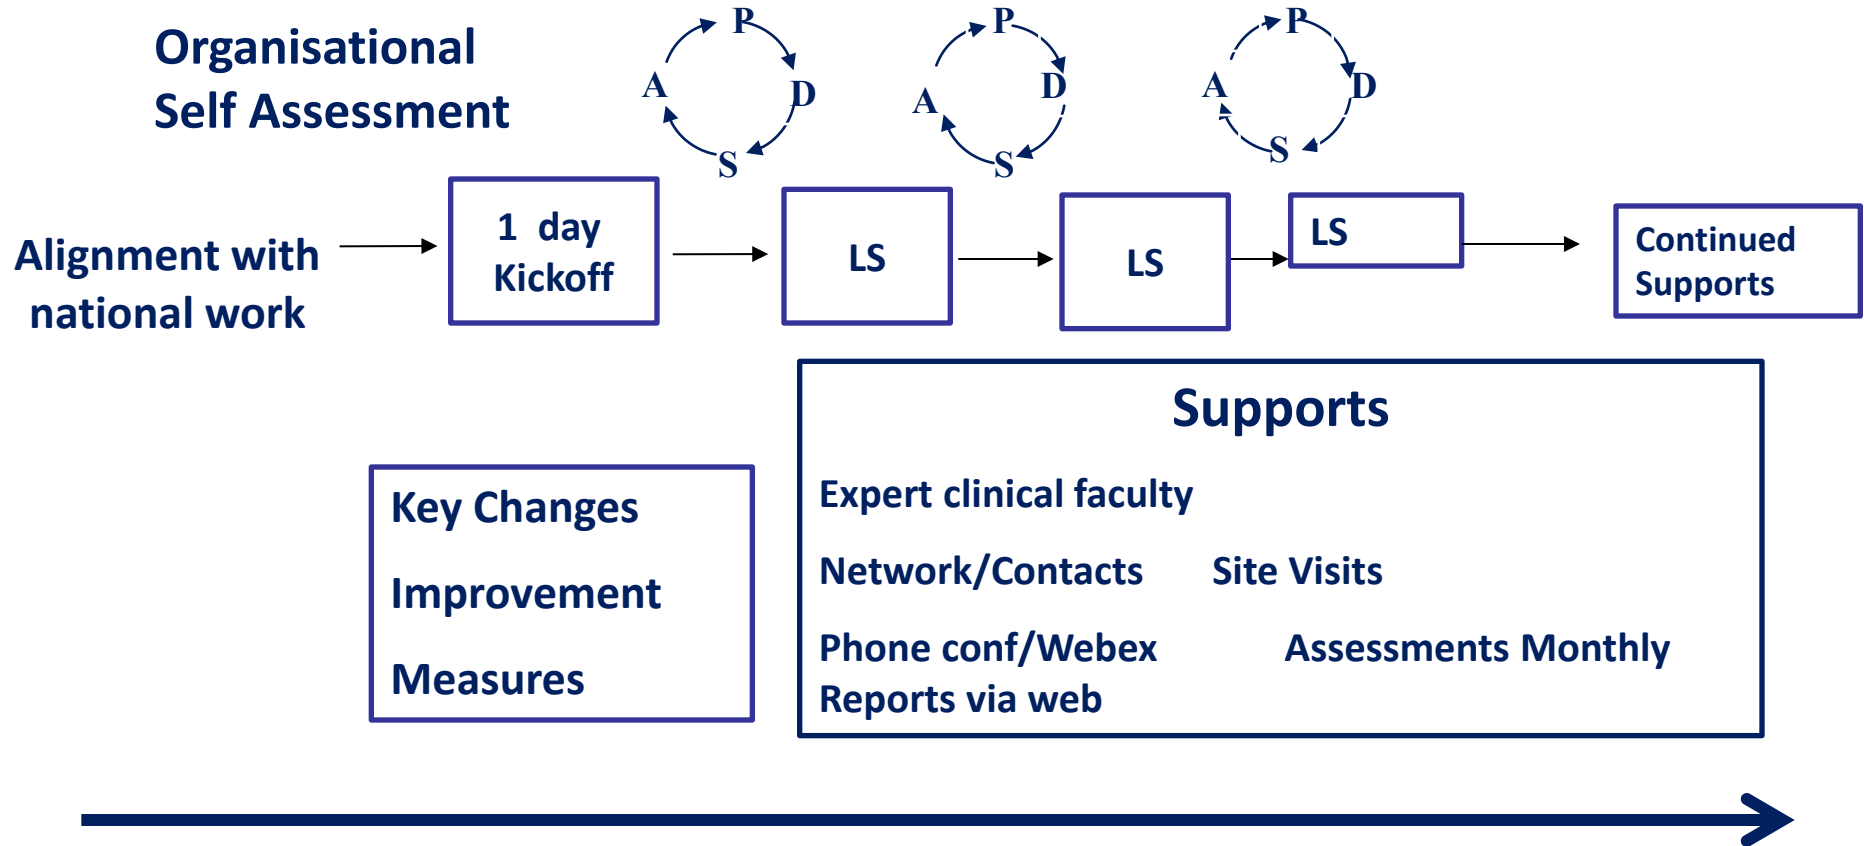 Organisational
Self Assessment
P
A
D
S
P
A
D
S
P
A
D
S
Alignment with
national work
1 day
Kickoff
LS
LS
LS
Continued
Supports
Key Changes
Improvement
Measures
Supports
Expert clinical faculty
Network/Contacts Site Visits
Phone conf/Webex Assessments Monthly
Reports via web